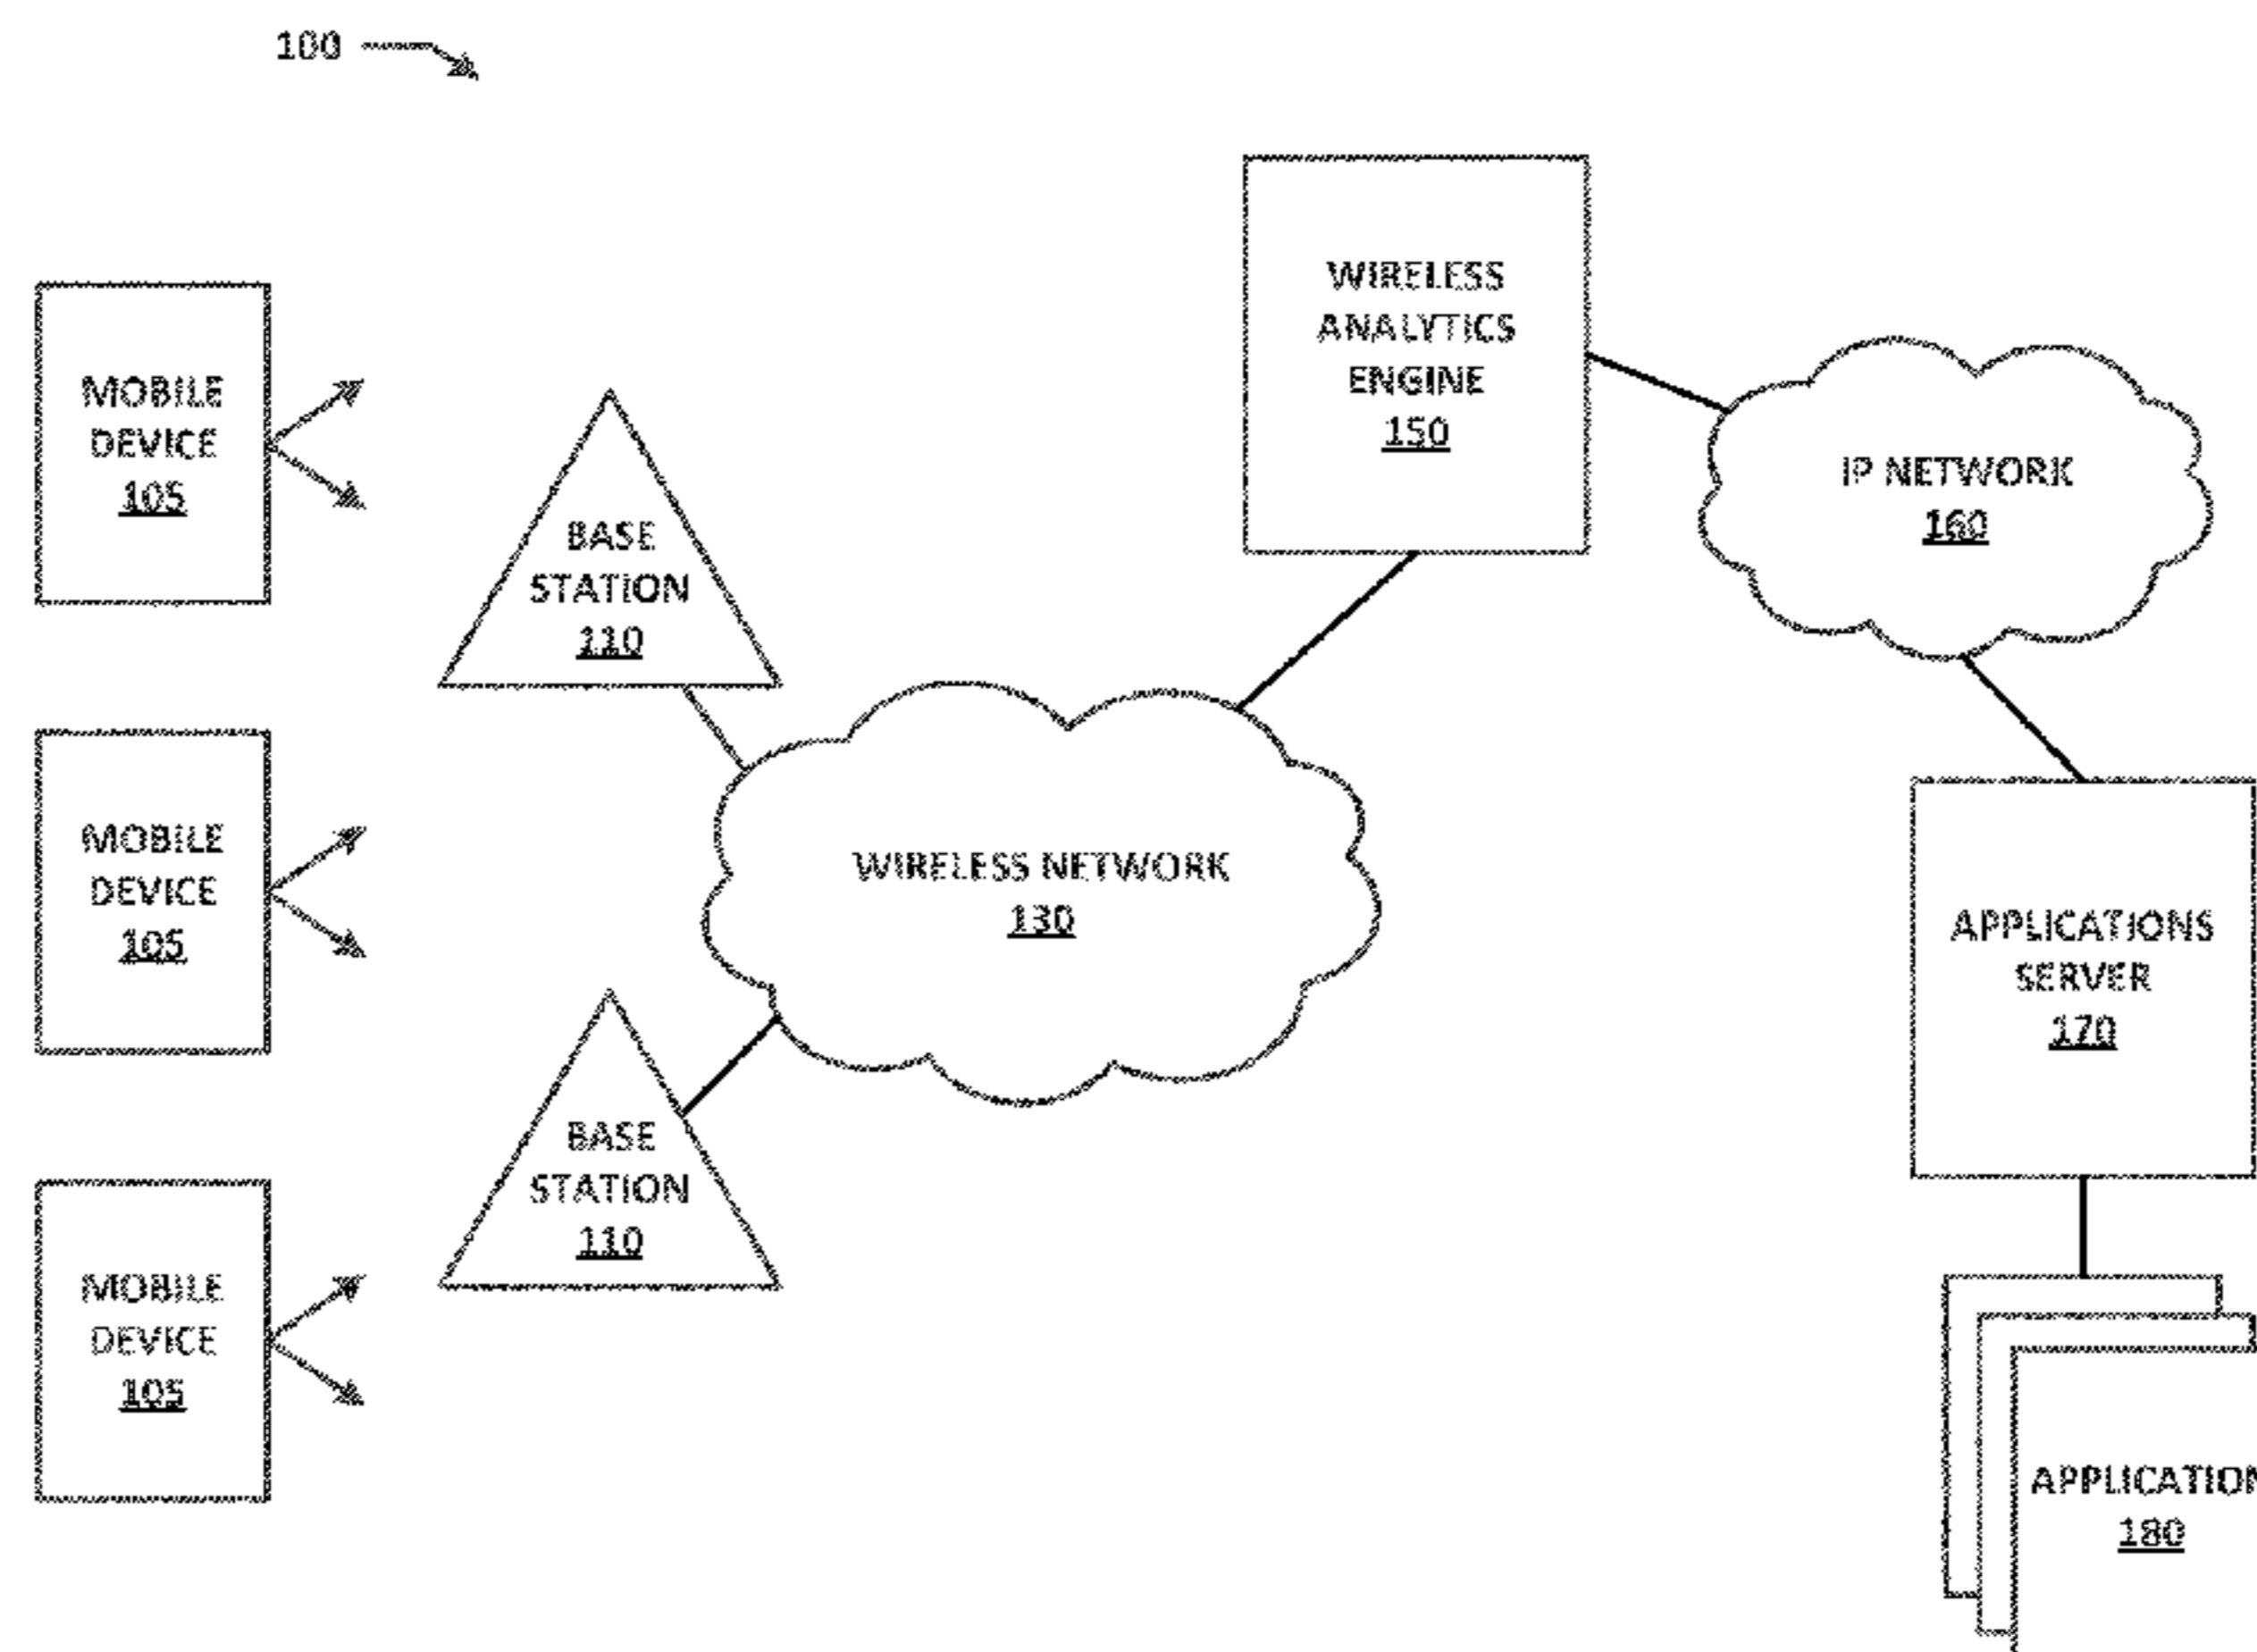 100
MOBILE
DEVICE
105
BASE
STATION
110
MOBILE
DEVICE
105
BASE
STATION
110
MOBILE
DEVICE
105
WIRELESS NETWORK
130
WIRELESS
ANALYTICS
ENGINE
150
IP NETWORK
160
APPLICATIONS
SERVER
170
APPLICATION
180